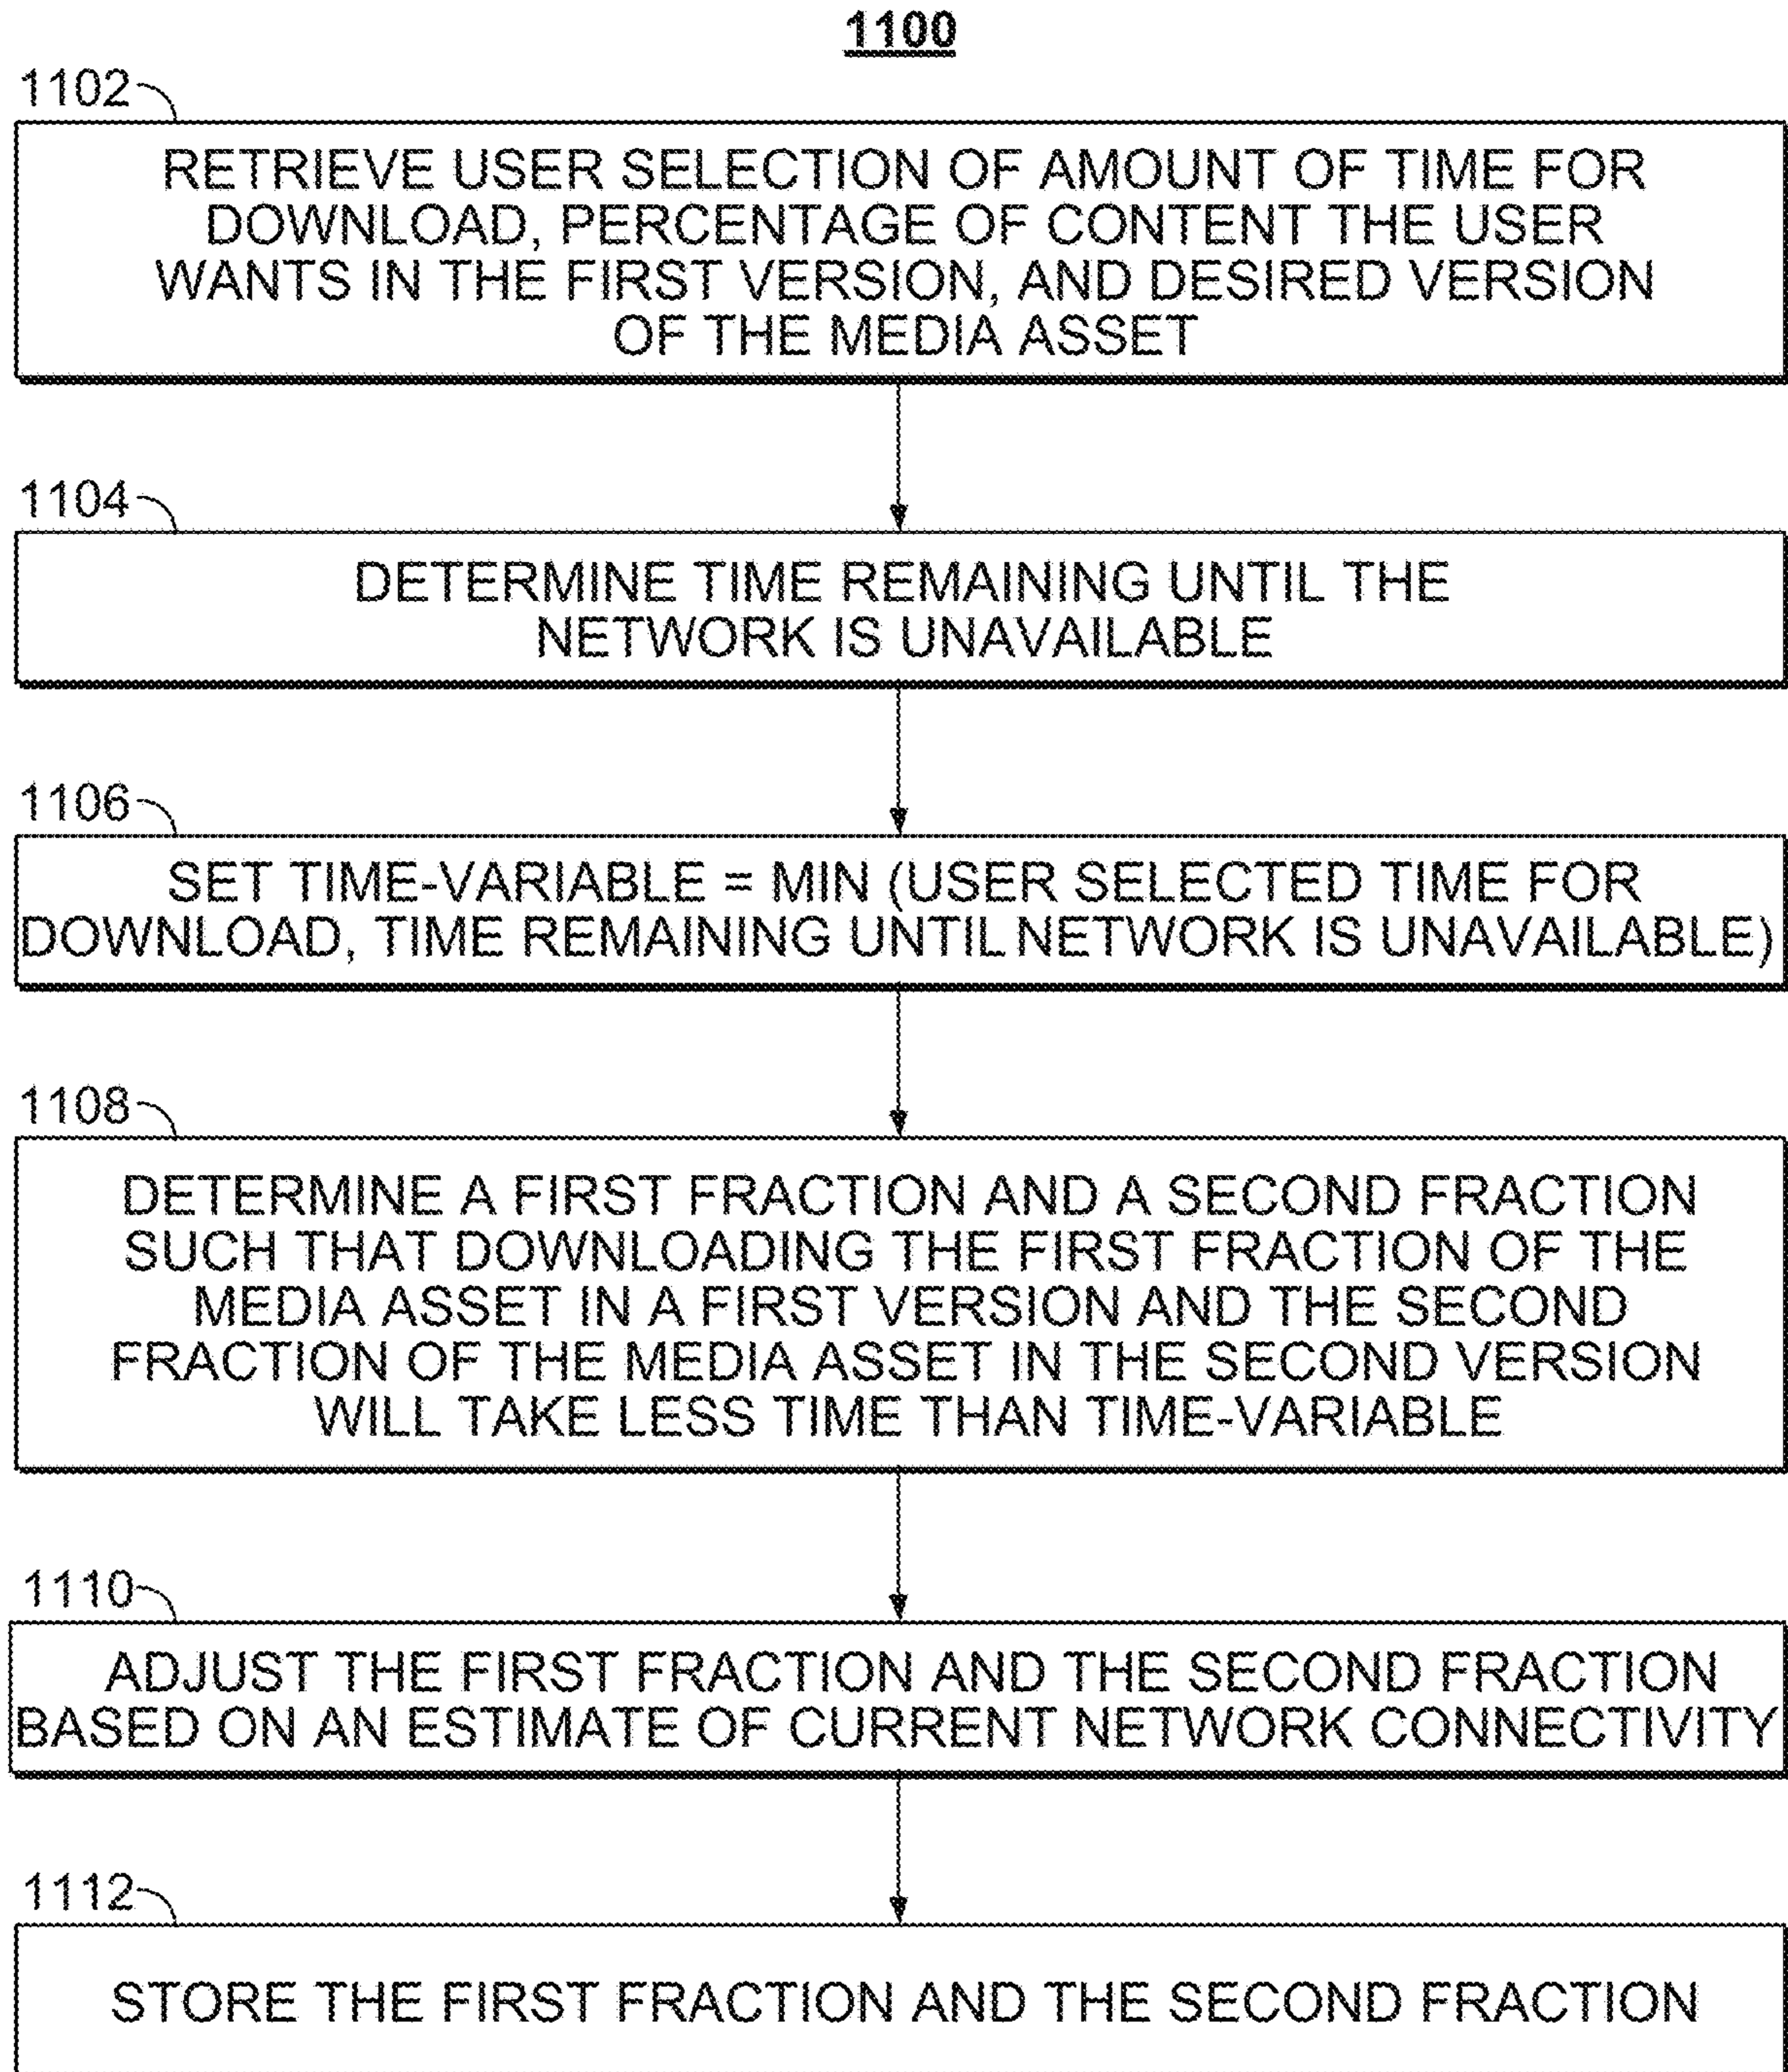 1100
1102
RETRIEVE USER SELECTION OF AMOUNT OF TIME FOR
DOWNLOAD, PERCENTAGE OF CONTENT THE USER
WANTS IN THE FIRST VERSION, AND DESIRED VERSION
OF THE MEDIA ASSET
1104
DETERMINE TIME REMAINING UNTIL THE
NETWORK IS UNAVAILABLE
1106
SET TIME-VARIABLE = MIN (USER SELECTED TIME FOR
DOWNLOAD, TIME REMAINING UNTIL NETWORK IS UNAVAILABLE)
1108
DETERMINE A FIRST FRACTION AND A SECOND FRACTION
SUCH THAT DOWNLOADING THE FIRST FRACTION OF THE
MEDIA ASSET IN A FIRST VERSION AND THE SECOND
FRACTION OF THE MEDIA ASSET IN THE SECOND VERSION
WILL TAKE LESS TIME THAN TIME-VARIABLE
1110
ADJUST THE FIRST FRACTION AND THE SECOND FRACTION
BASED ON AN ESTIMATE OF CURRENT NETWORK CONNECTIVITY
1112
STORE THE FIRST FRACTION AND THE SECOND FRACTION